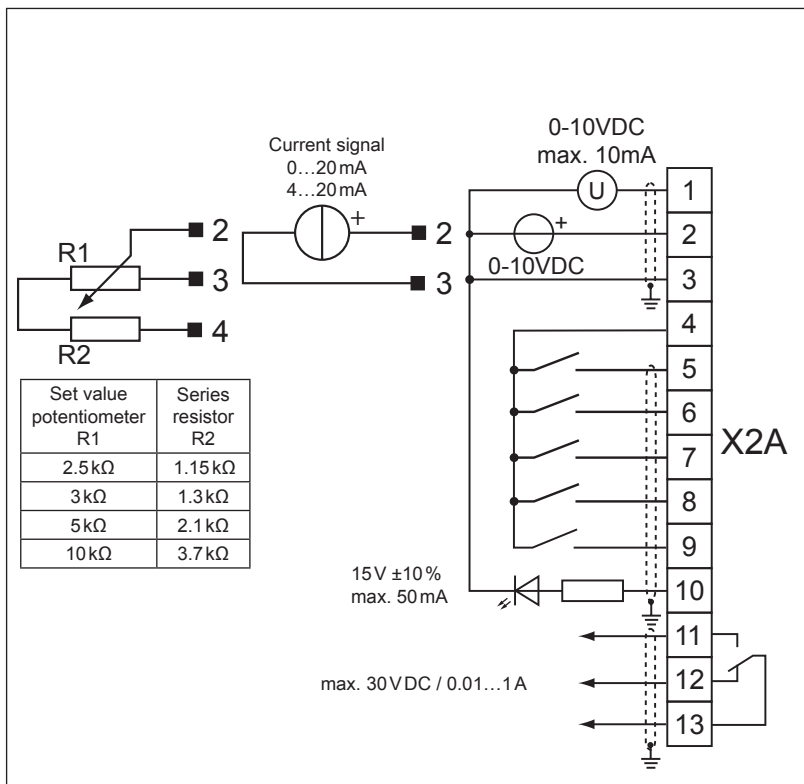 0-10VDC
max. 10mA
Current signal
0…20mA
4…20mA
+
U
1
2
2
+
2
R1
3
3
0-10VDC
3
4
4
R2
5
Set value
potentiometer
R1
Series
resistor
R2
2.5kΩ
1.15kΩ
3kΩ
1.3kΩ
5kΩ
2.1kΩ
10kΩ
3.7kΩ
6
X2A
7
8
9
15V ±10%
max. 50mA
10
11
max. 30VDC / 0.01…1A
12
13